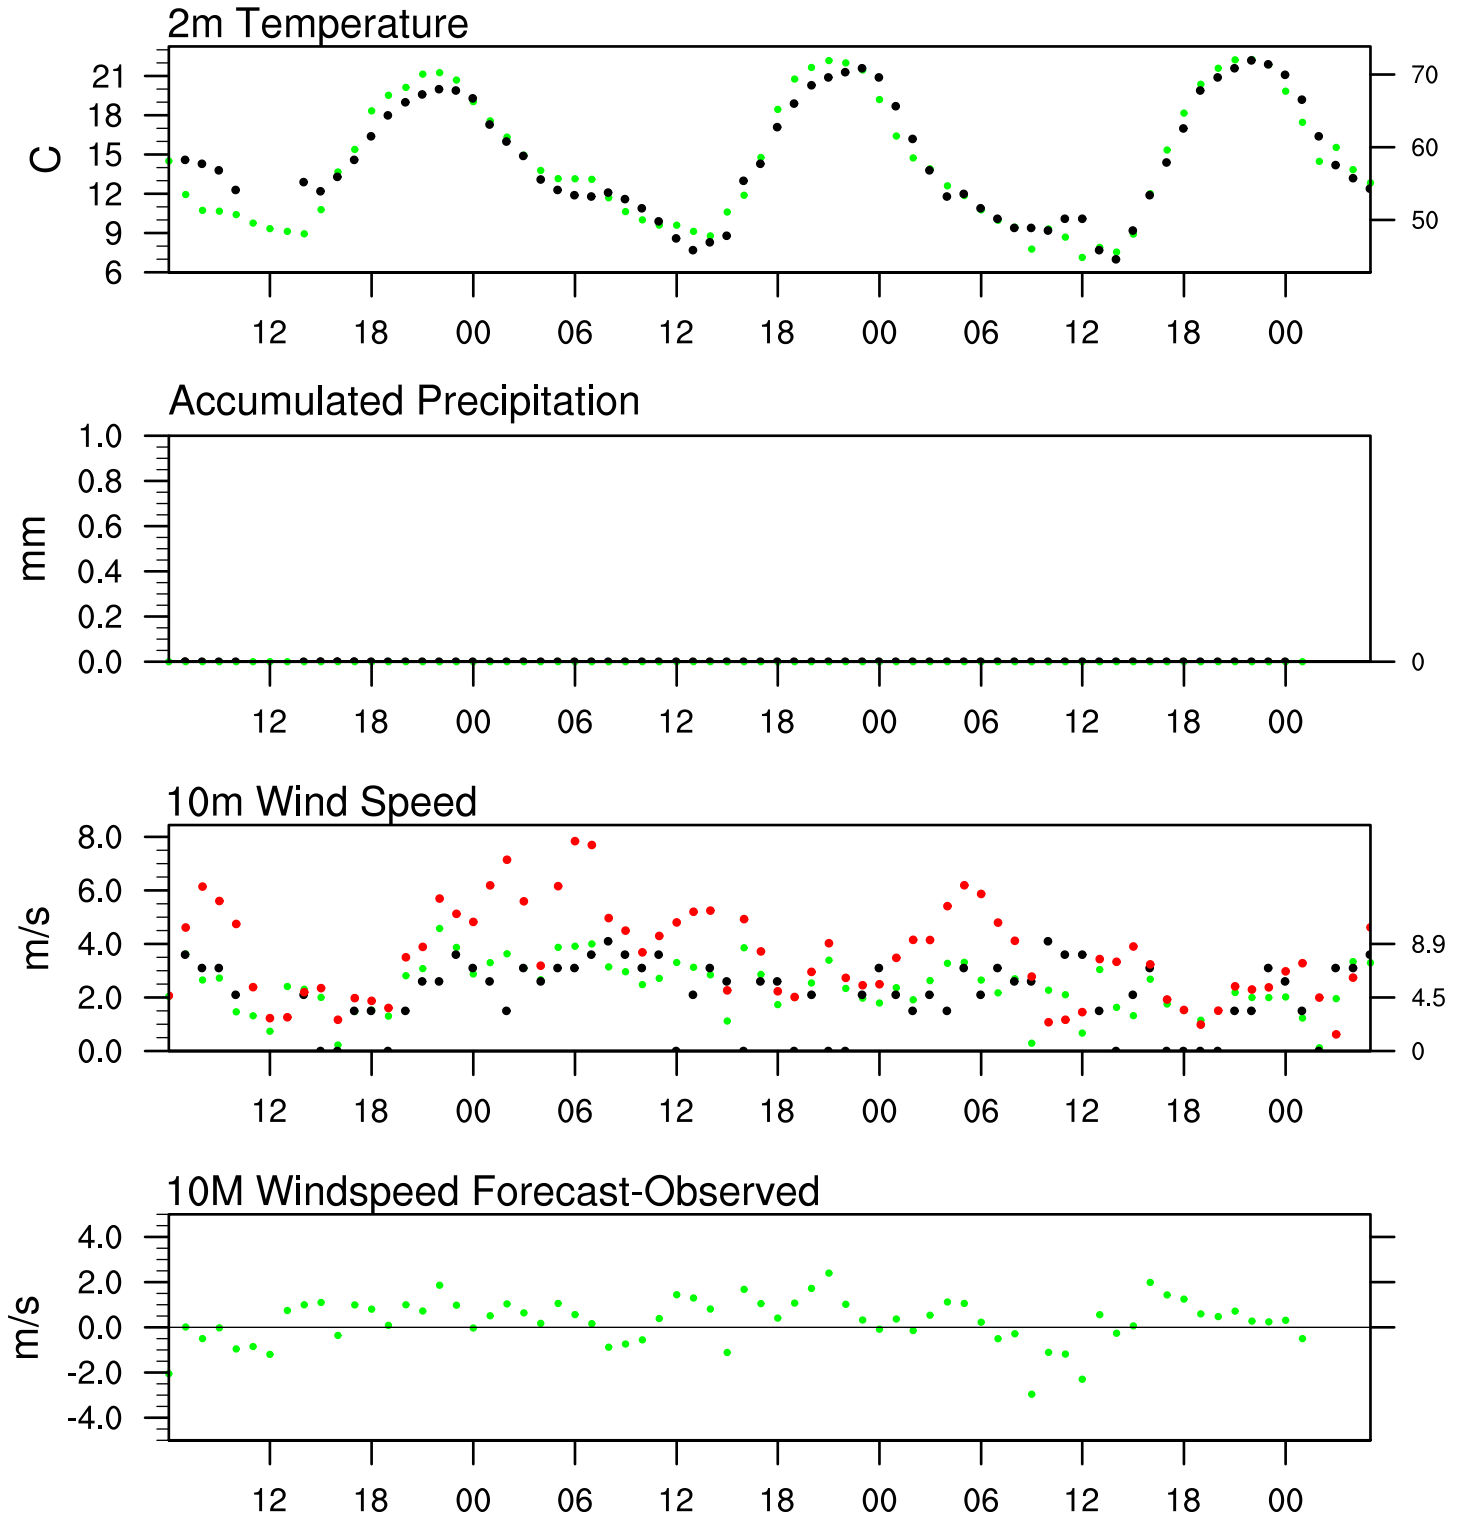 2m Temperature
21
18
15
12
9
6
C
70
60
50
12 18 00 06 12 18 00 06 12 18 00
Accumulated Precipitation
1.0
0.8
0.6
0.4
0.2
0.0
mm
0
12 18 00 06 12 18 00 06 12 18 00
10m Wind Speed
8.0
6.0
4.0
2.0
0.0
m/s
8.9
4.5
0
12 18 00 06 12 18 00 06 12 18 00
10M Windspeed Forecast-Observed
4.0
2.0
0.0
-2.0
-4.0
m/s
12 18 00 06 12 18 00 06 12 18 00